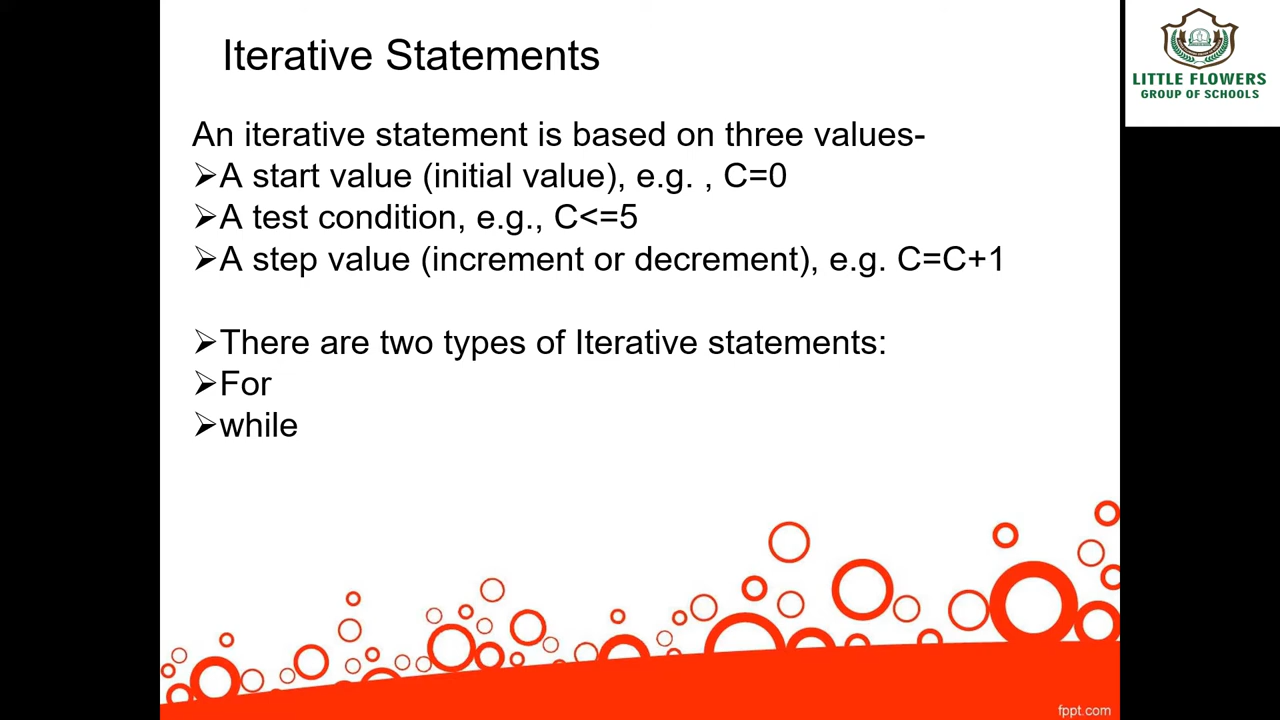 Iterative Statements
LITTLE FLOWERS
GROUP OF SCHOOLS
An iterative statement is based on three values-
➢A start value (initial value), e.g. , C=0
➢A test condition, e.g., C<=5
➢A step value (increment or decrement), e.g. C=C+1
➢There are two types of Iterative statements:
➢For
➢while
fppt.com